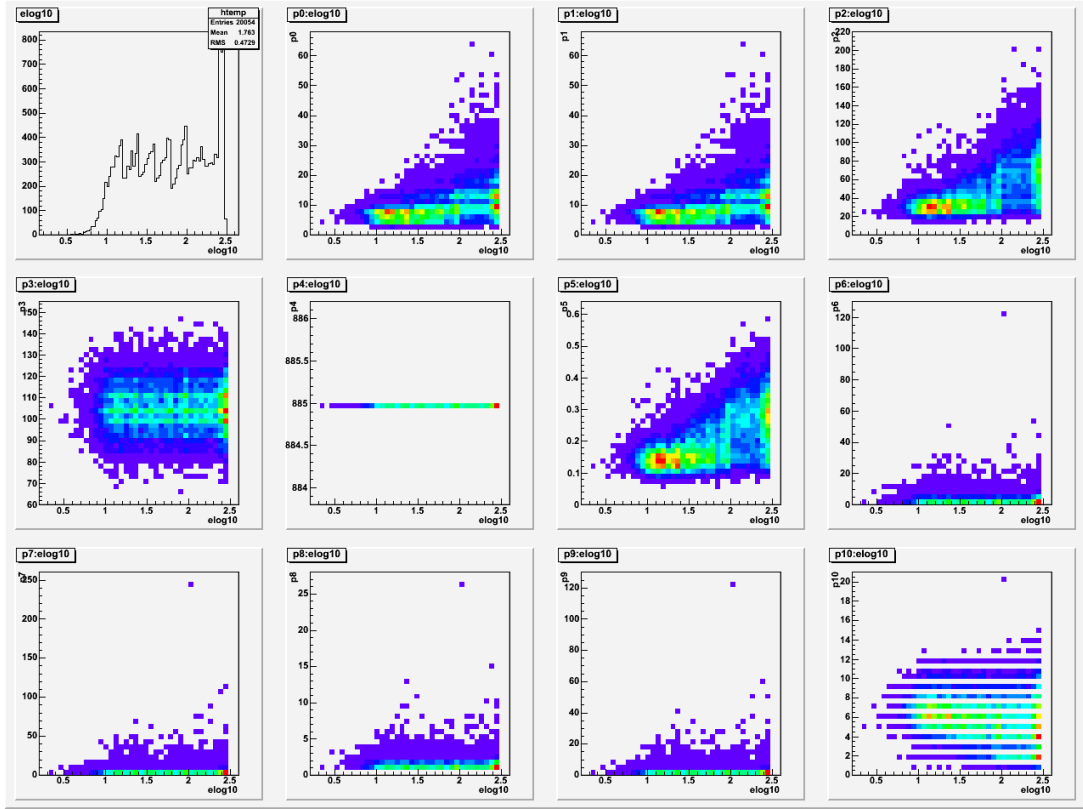 elog10
htemp
Entries 20054
Mean 1.763
RMS 0.4729
800
700
600
500
400
300
200
100
0
0.5 1 1.5 2 2.5
elog10
p0:elog10
p0
60
50
40
30
20
10
0
0.5 1 1.5 2 2.5
elog10
p1:elog10
p1
60
50
40
30
20
10
0
0.5 1 1.5 2 2.5
elog10
p2:elog10
p2
220
200
180
160
140
120
100
80
60
40
20
0
0.5 1 1.5 2 2.5
elog10
p3:elog10
p3
150
140
130
120
110
100
90
80
70
60
0.5 1 1.5 2 2.5
elog10
p4:elog10
p4
886
885.5
885
884.5
884
0.5 1 1.5 2 2.5
elog10
p5:elog10
p5
0.6
0.5
0.4
0.3
0.2
0.1
0
0.5 1 1.5 2 2.5
elog10
p6:elog10
p6
120
100
80
60
40
20
0
0.5 1 1.5 2 2.5
elog10
p7:elog10
p7
250
200
150
100
50
0
0.5 1 1.5 2 2.5
elog10
p8:elog10
p8
25
20
15
10
5
0
0.5 1 1.5 2 2.5
elog10
p9:elog10
p9
120
100
80
60
40
20
0
0.5 1 1.5 2 2.5
elog10
p10:elog10
p10
20
18
16
14
12
10
8
6
4
2
0
0.5 1 1.5 2 2.5
elog10